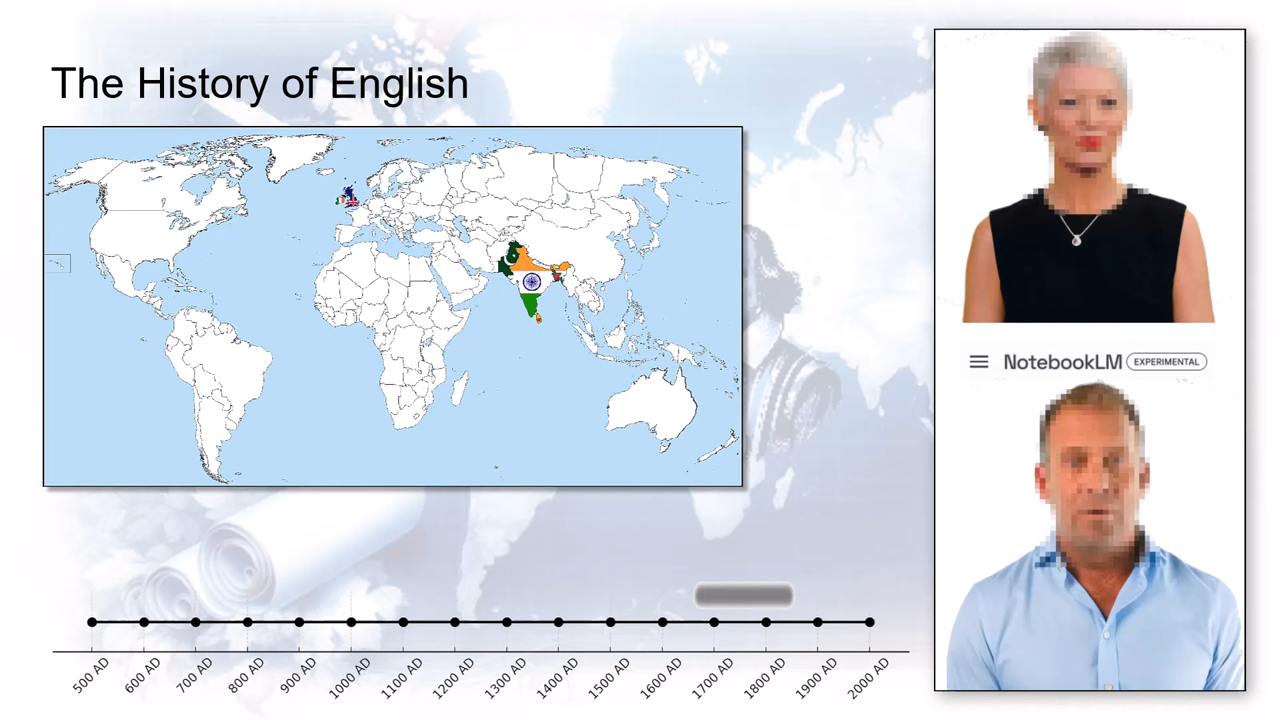 The History of English
NotebookLM EXPERIMENTAL
500 AD
600 AD
700 AD
800 AD
900 AD
1000 AD
1100 AD
1200 AD
1300 AD
1400 AD
1500 AD
1600 AD
1700 AD
1800 AD
1900 AD
2000 AD